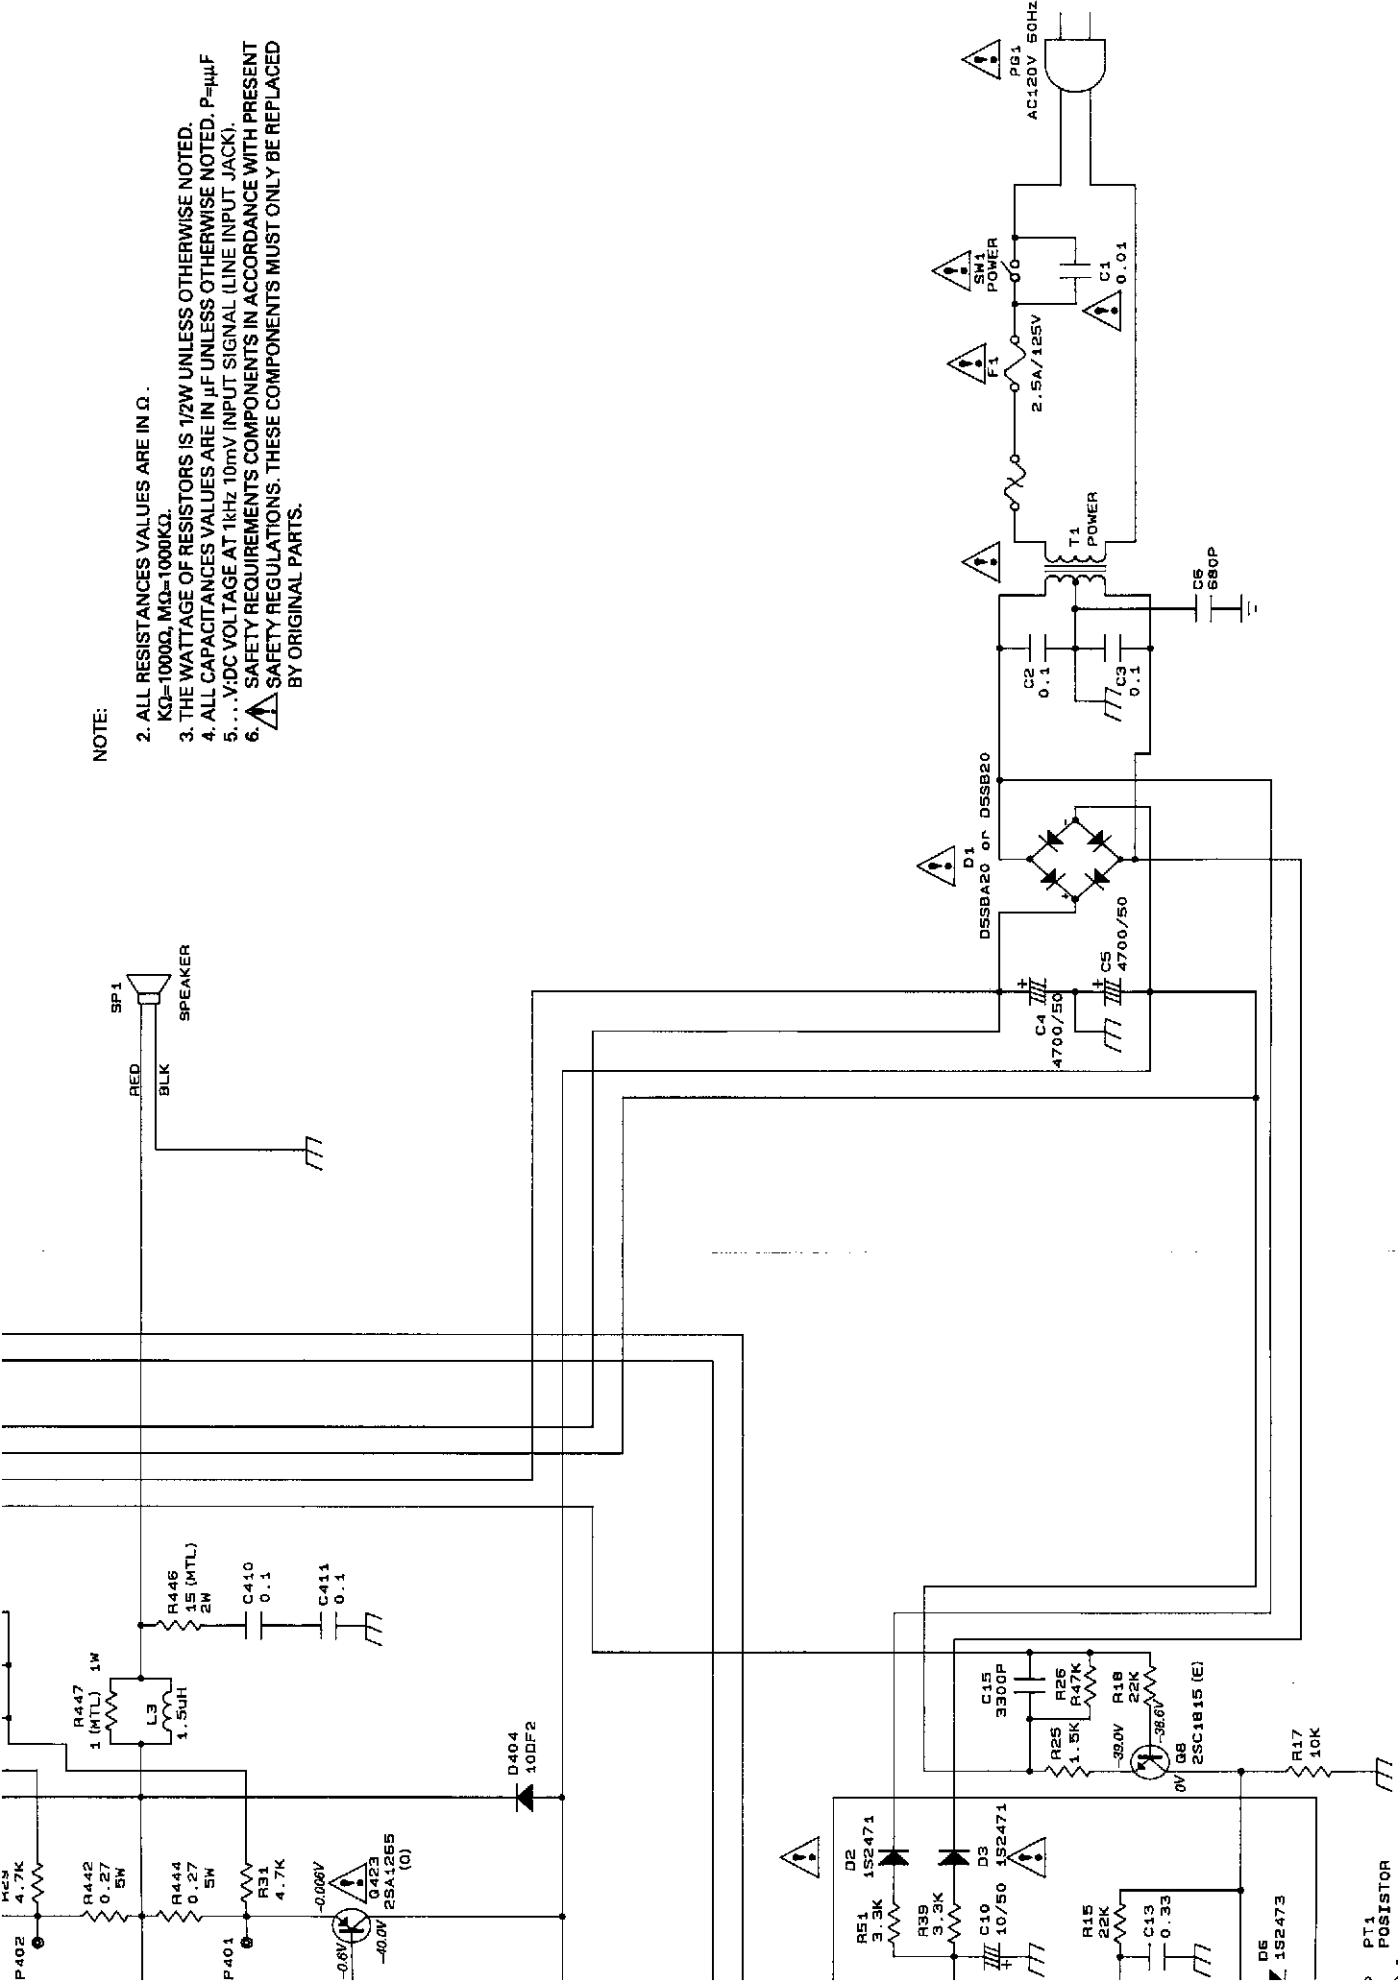 NOTE:
2. ALL RESISTANCES VALUES ARE IN Ω .
KΩ=1000Ω, MΩ=1000KΩ.
3. THE WATTAGE OF RESISTORS IS 1/2W UNLESS OTHERWISE NOTED.
4. ALL CAPACITANCES VALUES ARE IN µF UNLESS OTHERWISE NOTED. P=µµF
5. . . .V:DC VOLTAGE AT 1kHz 10mV INPUT SIGNAL (LINE INPUT JACK).
6. SAFETY REQUIREMENTS COMPONENTS IN ACCORDANCE WITH PRESENT
SAFETY REGULATIONS. THESE COMPONENTS MUST ONLY BE REPLACED
BY ORIGINAL PARTS.
SP1
SPEAKER
RED
BLK
PG1
AC120V 60Hz
SW1
POWER
C1
0.01
F1
2.5A/125V
T1
POWER
C6
680P
C2
0.1
C3
0.1
D1
D5SBA20 or D5SB20
C4
4700/50
C5
4700/50
R446
15 (MTL)
2W
C410
0.1
C411
0.1
R447
1 (MTL) 1W
L3
1.5uH
D404
10DF2
4.7K
P402
R442
0.27
5W
R444
0.27
5W
R31
4.7K
P401
-0.006V
-0.6V
-40.0V
Q423
2SA1265
(O)
C15
3300P
R26
R47K
R18
22K
R25
1.5K
-39.0V
-38.6V
0V
Q8
2SC1815 (E)
R17
10K
D2
1S2471
D3
1S2471
R51
3.3K
R39
3.3K
C10
10/50
R15
22K
C13
0.33
D6
1S2473
PT1
POSISTOR